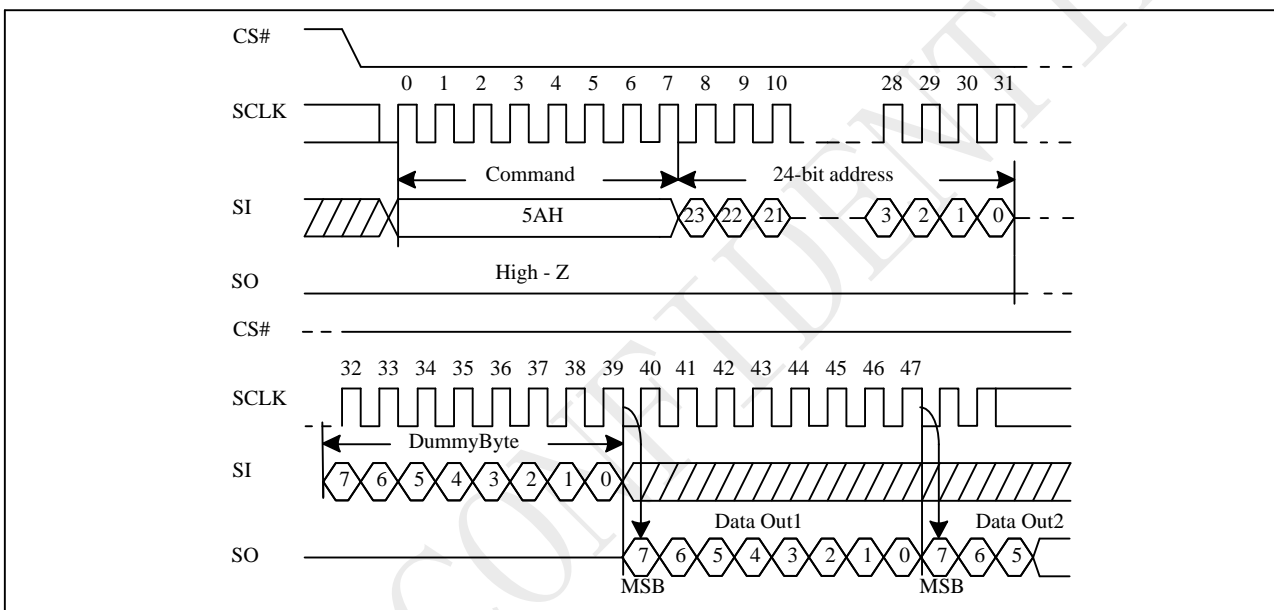 CS#
0 1 2 3 4 5 6 7 8 9 10 28 29 30 31
SCLK
Command 24-bit address
SI 5AH 23 22 21 3 2 1 0
High - Z
SO
CS#
32 33 34 35 36 37 38 39 40 41 42 43 44 45 46 47
SCLK
DummyByte
SI 7 6 5 4 3 2 1 0
Data Out1 Data Out2
SO 7 6 5 4 3 2 1 0 7 6 5
MSB MSB
CONFIDENT